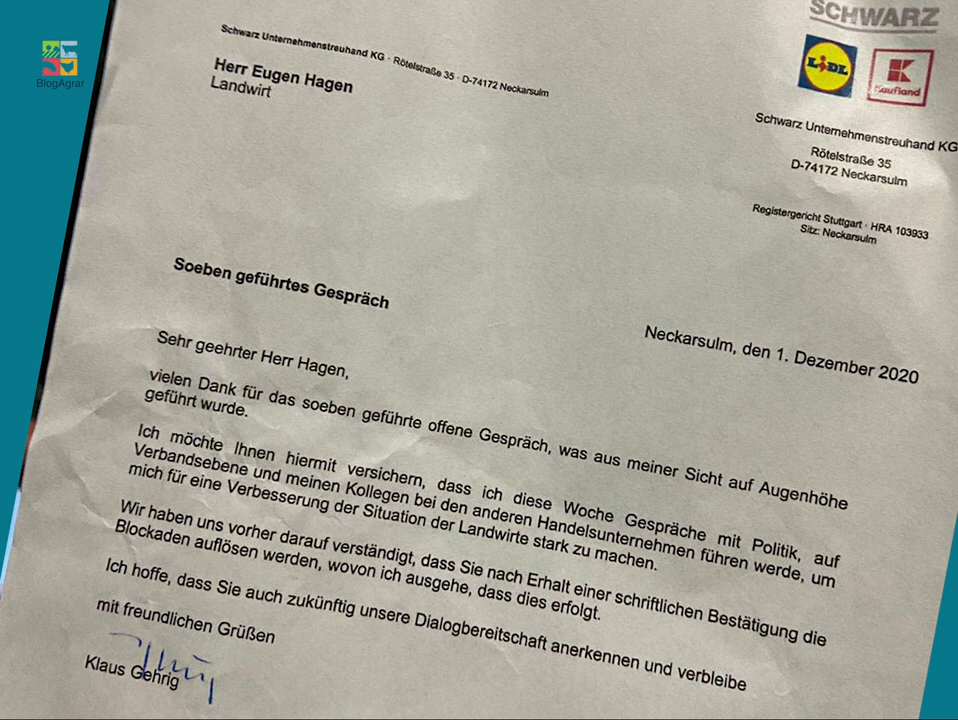 BlogAgrar
SCHWARZ
LIDL
Kaufland
Schwarz Unternehmenstreuhand KG · Rötelstraße 35 · D-74172 Neckarsulm
Herr Eugen Hagen
Landwirt
Schwarz Unternehmenstreuhand KG
Rötelstraße 35
D-74172 Neckarsulm
Registergericht Stuttgart · HRA 103933
Sitz: Neckarsulm
Soeben geführtes Gespräch
Neckarsulm, den 1. Dezember 2020
Sehr geehrter Herr Hagen,
vielen Dank für das soeben geführte offene Gespräch, was aus meiner Sicht auf Augenhöhe
geführt wurde.
Ich möchte Ihnen hiermit versichern, dass ich diese Woche Gespräche mit Politik, auf
Verbandsebene und meinen Kollegen bei den anderen Handelsunternehmen führen werde, um
mich für eine Verbesserung der Situation der Landwirte stark zu machen.
Wir haben uns vorher darauf verständigt, dass Sie nach Erhalt einer schriftlichen Bestätigung die
Blockaden auflösen werden, wovon ich ausgehe, dass dies erfolgt.
Ich hoffe, dass Sie auch zukünftig unsere Dialogbereitschaft anerkennen und verbleibe
mit freundlichen Grüßen
Klaus Gehrig